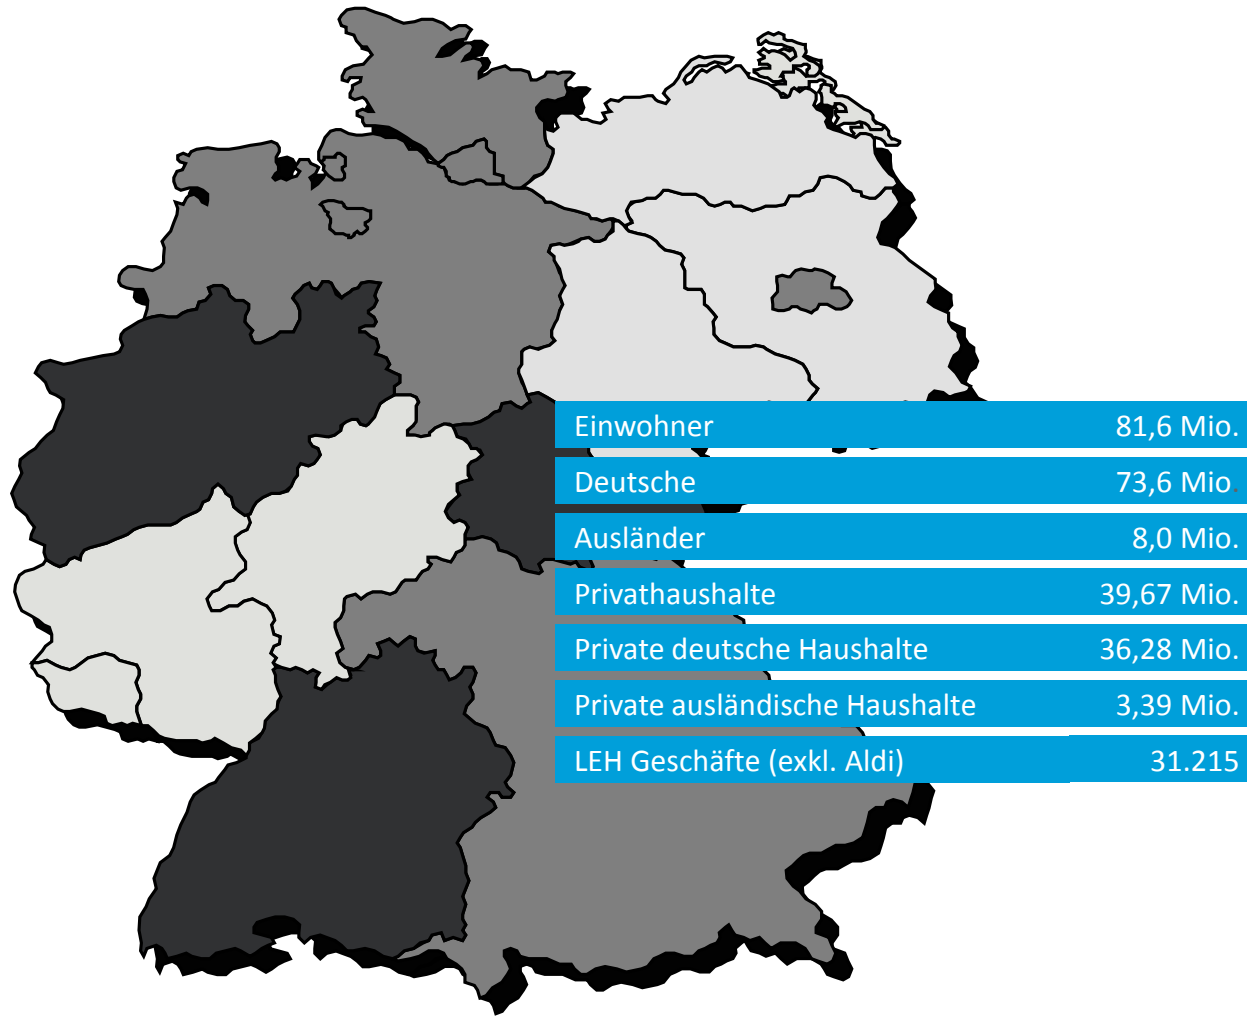 Einwohner 81,6 Mio.
Deutsche 73,6 Mio.
Ausländer 8,0 Mio.
Privathaushalte 39,67 Mio.
Private deutsche Haushalte 36,28 Mio.
Private ausländische Haushalte 3,39 Mio.
LEH Geschäfte (exkl. Aldi) 31.215